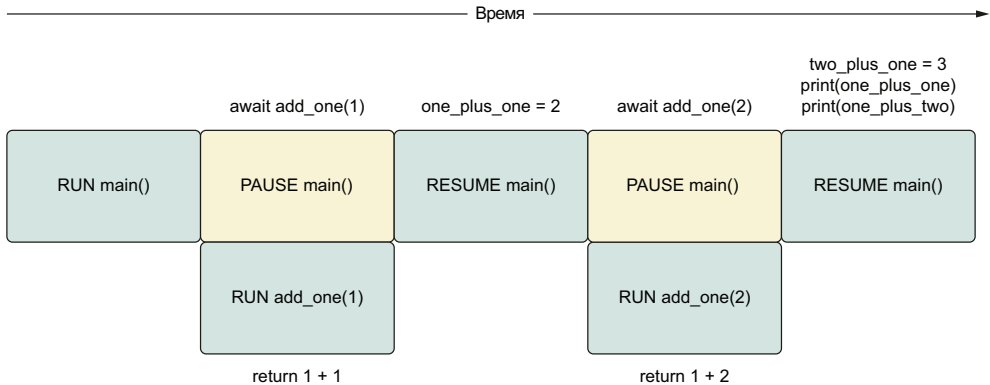 Время
two_plus_one = 3
print(one_plus_one)
await add_one(1)
one_plus_one = 2
await add_one(2)
print(one_plus_two)
RUN main()
PAUSE main()
RESUME main()
PAUSE main()
RESUME main()
RUN add_one(1)
RUN add_one(2)
return 1 + 1
return 1 + 2